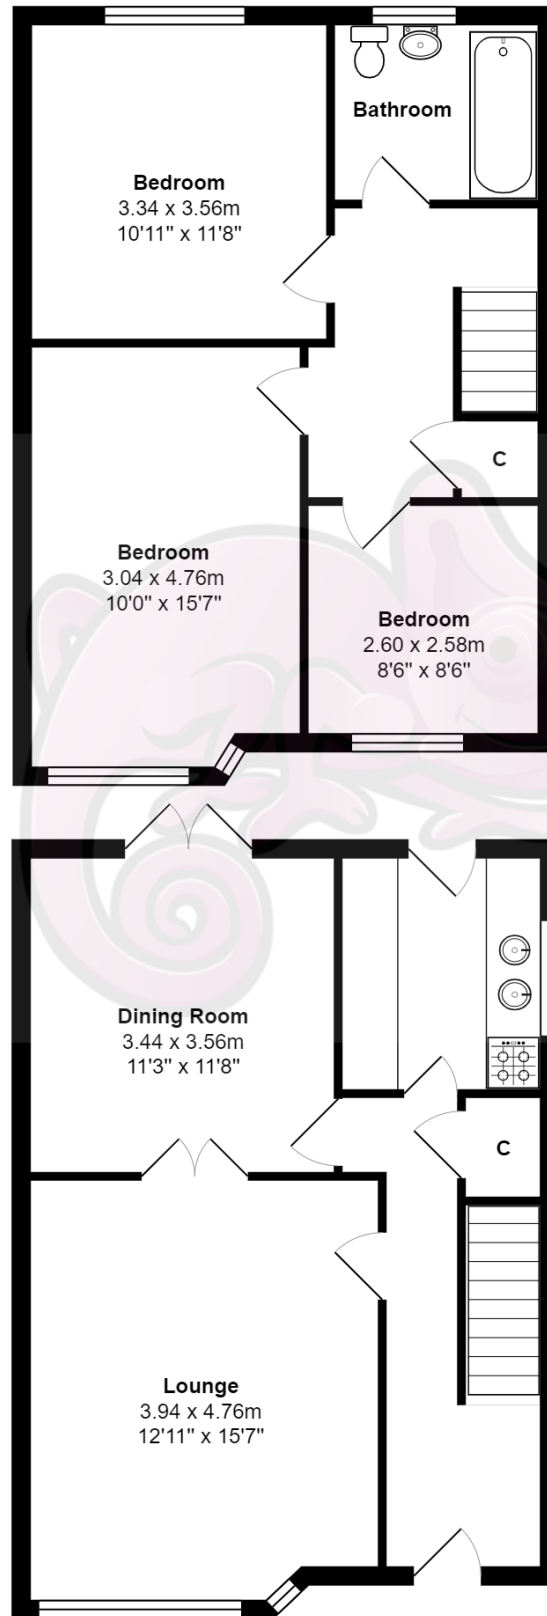 Bathroom
Bedroom
3.34 x 3.56m
10'11" x 11'8"
C
Bedroom
3.04 x 4.76m
10'0" x 15'7"
Bedroom
2.60 x 2.58m
8'6" x 8'6"
Dining Room
3.44 x 3.56m
11'3" x 11'8"
C
Lounge
3.94 x 4.76m
12'11" x 15'7"